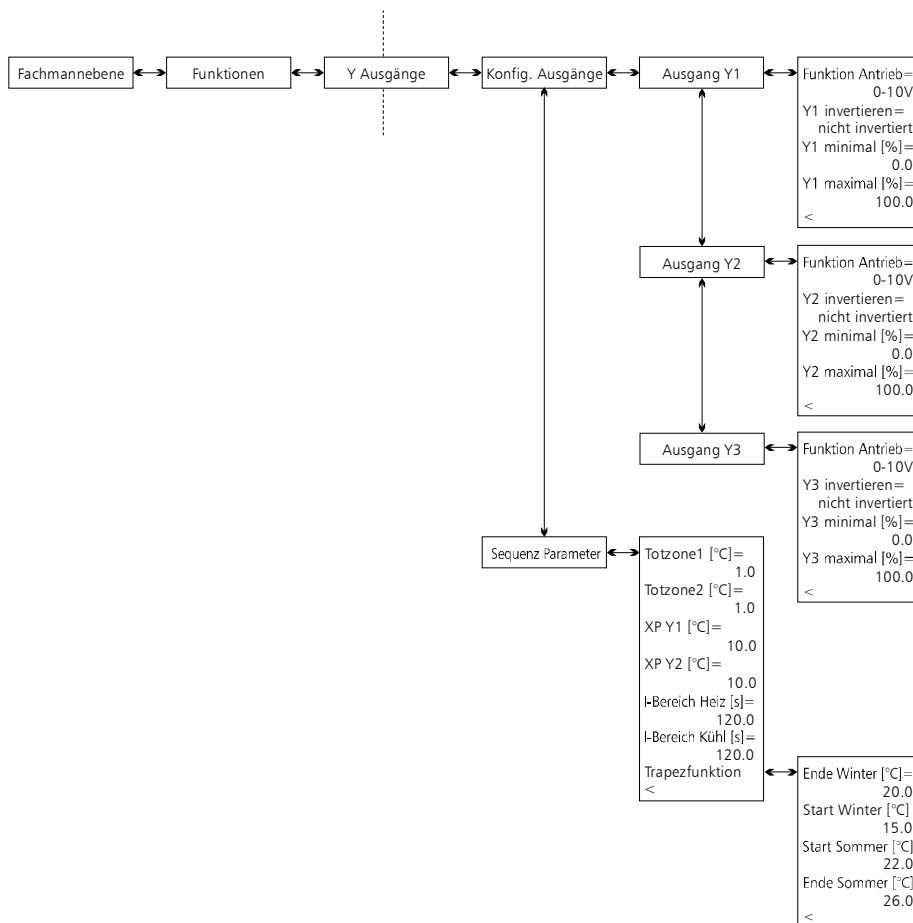 Fachmannebene
Funktionen
Y Ausgänge
Konfig. Ausgänge
Ausgang Y1
Funktion Antrieb=
0-10V
Y1 invertieren=
nicht invertiert
Y1 minimal [%]=
0.0
Y1 maximal [%]=
100.0
<
Ausgang Y2
Funktion Antrieb=
0-10V
Y2 invertieren=
nicht invertiert
Y2 minimal [%]=
0.0
Y2 maximal [%]=
100.0
<
Ausgang Y3
Funktion Antrieb=
0-10V
Y3 invertieren=
nicht invertiert
Y3 minimal [%]=
0.0
Y3 maximal [%]=
100.0
<
Sequenz Parameter
Totzone1 [°C]=
1.0
Totzone2 [°C]=
1.0
XP Y1 [°C]=
10.0
XP Y2 [°C]=
10.0
I-Bereich Heiz [s]=
120.0
I-Bereich Kühl [s]=
120.0
Trapezfunktion
<
Ende Winter [°C]=
20.0
Start Winter [°C]
15.0
Start Sommer [°C]
22.0
Ende Sommer [°C]
26.0
<